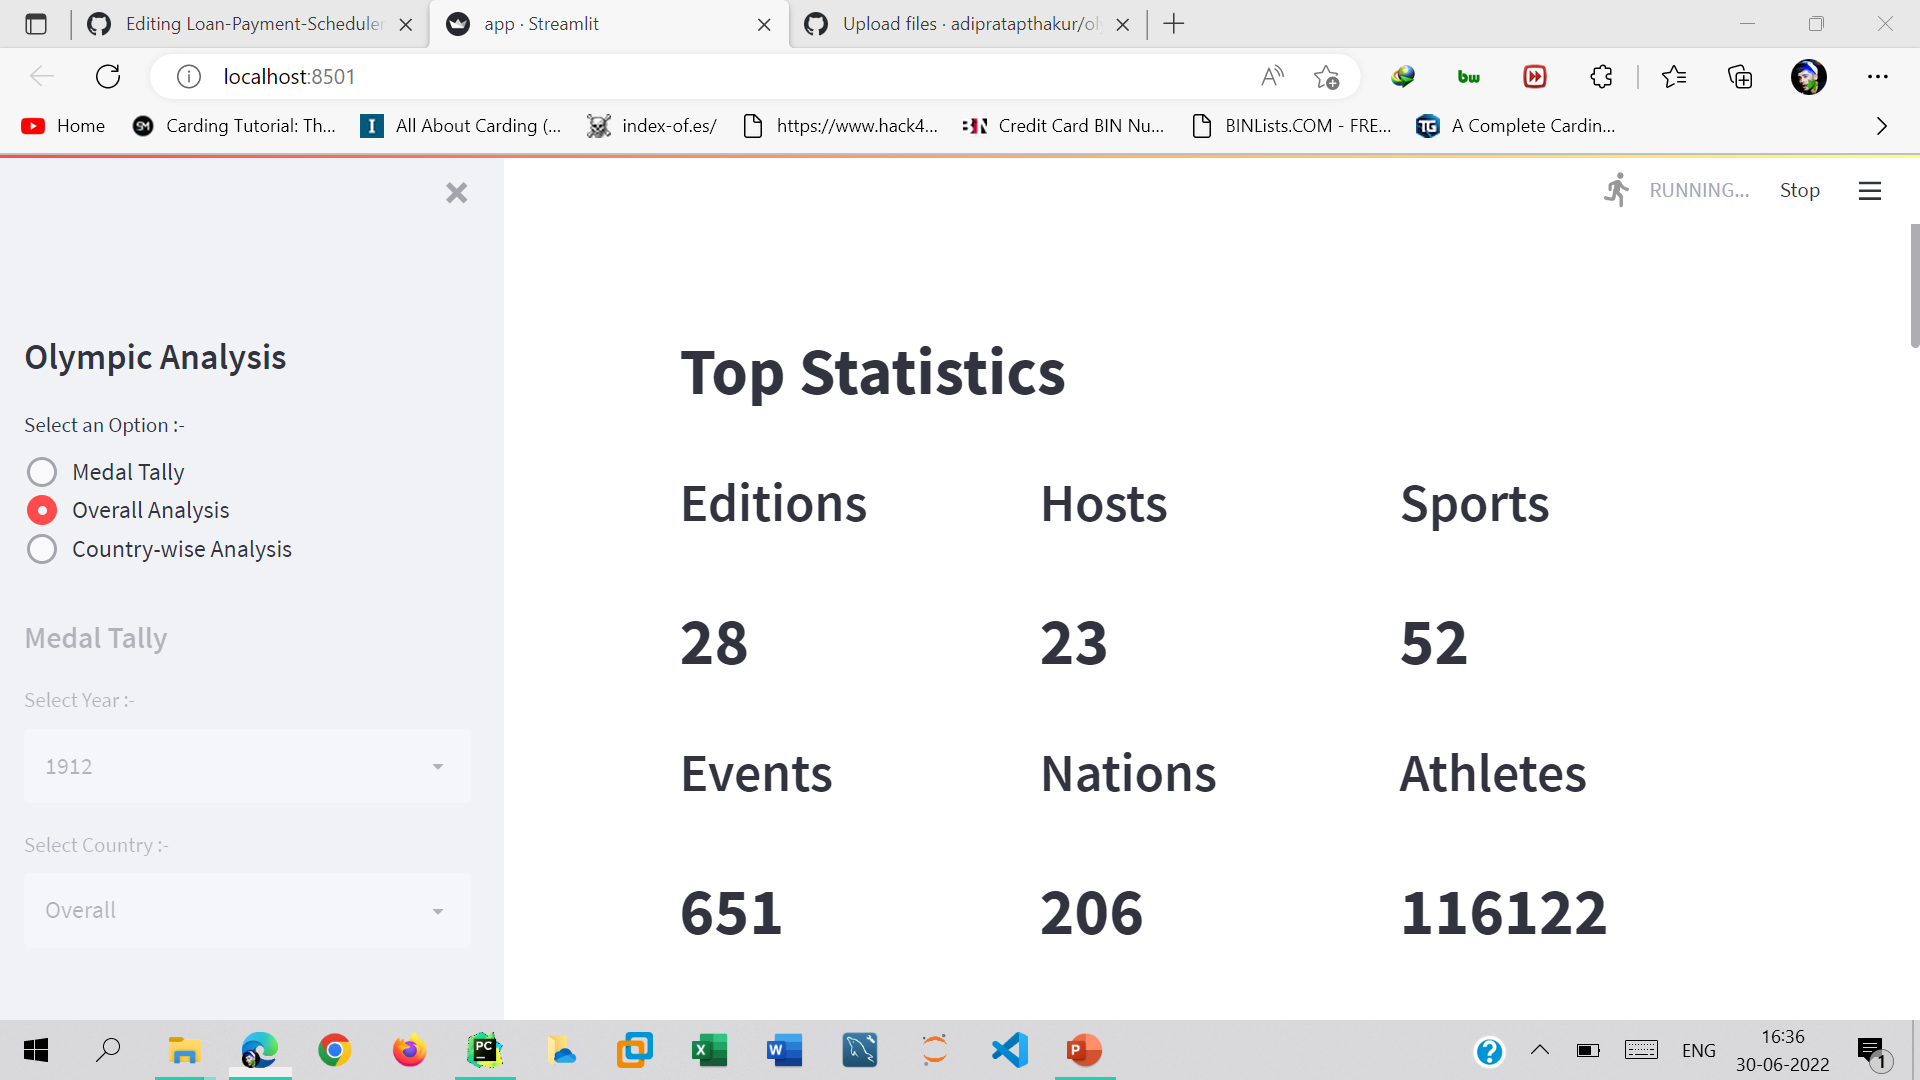 Editing Loan-Payment-Scheduler
app · Streamlit
Upload files · adipratapthakur/ol
localhost:8501
Home
Carding Tutorial: Th...
All About Carding (...
index-of.es/
https://www.hack4...
Credit Card BIN Nu...
BINLists.COM - FRE...
A Complete Cardin...
RUNNING...
Stop
Olympic Analysis
Select an Option :-
Medal Tally
Overall Analysis
Country-wise Analysis
Medal Tally
Select Year :-
1912
Select Country :-
Overall
Top Statistics
Editions Hosts Sports
28 23 52
Events Nations Athletes
651 206 116122
ENG
16:36
30-06-2022
1